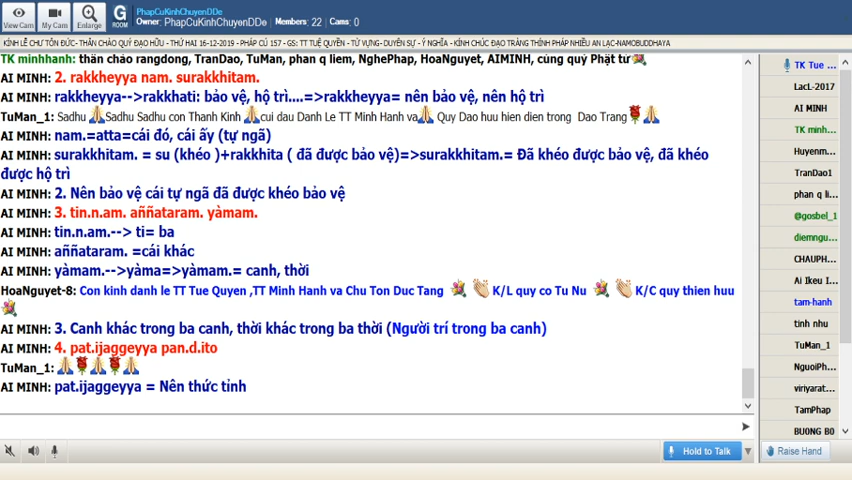 PhapCuKinhChuyenDDe
Owner: PhapCuKinhChuyenDDe Members: 22 Cams: 0
View Cam My Cam Enlarge G ROOM
KÍNH LỄ CHƯ TÔN ĐỨC- THÂN CHÀO QUÝ ĐẠO HỮU - THỨ HAI 16-12-2019 - PHÁP CÚ 157 - GS: TT TUỆ QUYỀN - TỪ VỰNG- DUYÊN SỰ - Ý NGHĨA - KÍNH CHÚC ĐẠO TRÀNG THÍNH PHÁP NHIỀU AN LẠC-NAMOBUDDHAYA
TK minhhanh: thân chào rangdong, TranDao, TuMan, phan q liem, NghePhap, HoaNguyet, AIMINH, cùng quý Phật tử
AI MINH: 2. rakkheyya nam. surakkhitam.
AI MINH: rakkheyya-->rakkhati: bảo vệ, hộ trì....=>rakkheyya= nên bảo vệ, nên hộ trì
TuMan_1: Sadhu Sadhu Sadhu con Thanh Kinh cui dau Danh Le TT Minh Hanh va Quy Dao huu hien dien trong Dao Trang
AI MINH: nam.=atta=cái đó, cái ấy (tự ngã)
AI MINH: surakkhitam. = su (khéo )+rakkhita ( đã được bảo vệ)=>surakkhitam.= Đã khéo được bảo vệ, đã khéo
được hộ trì
AI MINH: 2. Nên bảo vệ cái tự ngã đã được khéo bảo vệ
AI MINH: 3. tin.n.am. aññataram. yàmam.
AI MINH: tin.n.am.--> ti= ba
AI MINH: aññataram. =cái khác
AI MINH: yàmam.-->yàma=>yàmam.= canh, thời
HoaNguyet-8: Con kinh danh le TT Tue Quyen ,TT Minh Hanh va Chu Ton Duc Tang K/L quy co Tu Nu K/C quy thien huu
AI MINH: 3. Canh khác trong ba canh, thời khác trong ba thời (Người trí trong ba canh)
AI MINH: 4. pat.ijaggeyya pan.d.ito
TuMan_1:
AI MINH: pat.ijaggeyya = Nên thức tỉnh
Hold to Talk
TK Tue ...
LacL-2017
AI MINH
TK minh...
Huyenm...
TranDao1
phan q li...
@gosbel_1
diemngu...
CHAUPH...
Ai Ikeu I...
tam-hanh
tinh nhu
TuMan_1
NguoiPh...
viriyarat...
TamPhap
BUONG BO
Raise Hand